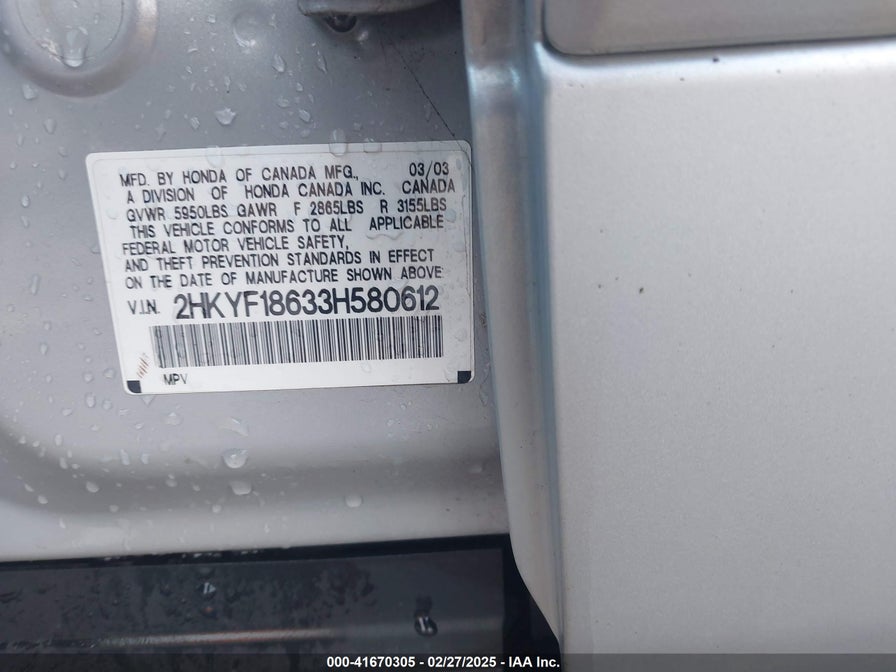 MFD. BY HONDA OF CANADA MFG., 03/03
A DIVISION OF HONDA CANADA INC. CANADA
GVWR 5950LBS GAWR F 2865LBS R 3155LBS
THIS VEHICLE CONFORMS TO ALL APPLICABLE
FEDERAL MOTOR VEHICLE SAFETY,
AND THEFT PREVENTION STANDARDS IN EFFECT
ON THE DATE OF MANUFACTURE SHOWN ABOVE
V.I.N. 2HKYF18633H580612
MPV
000-41670305 - 02/27/2025 - IAA Inc.